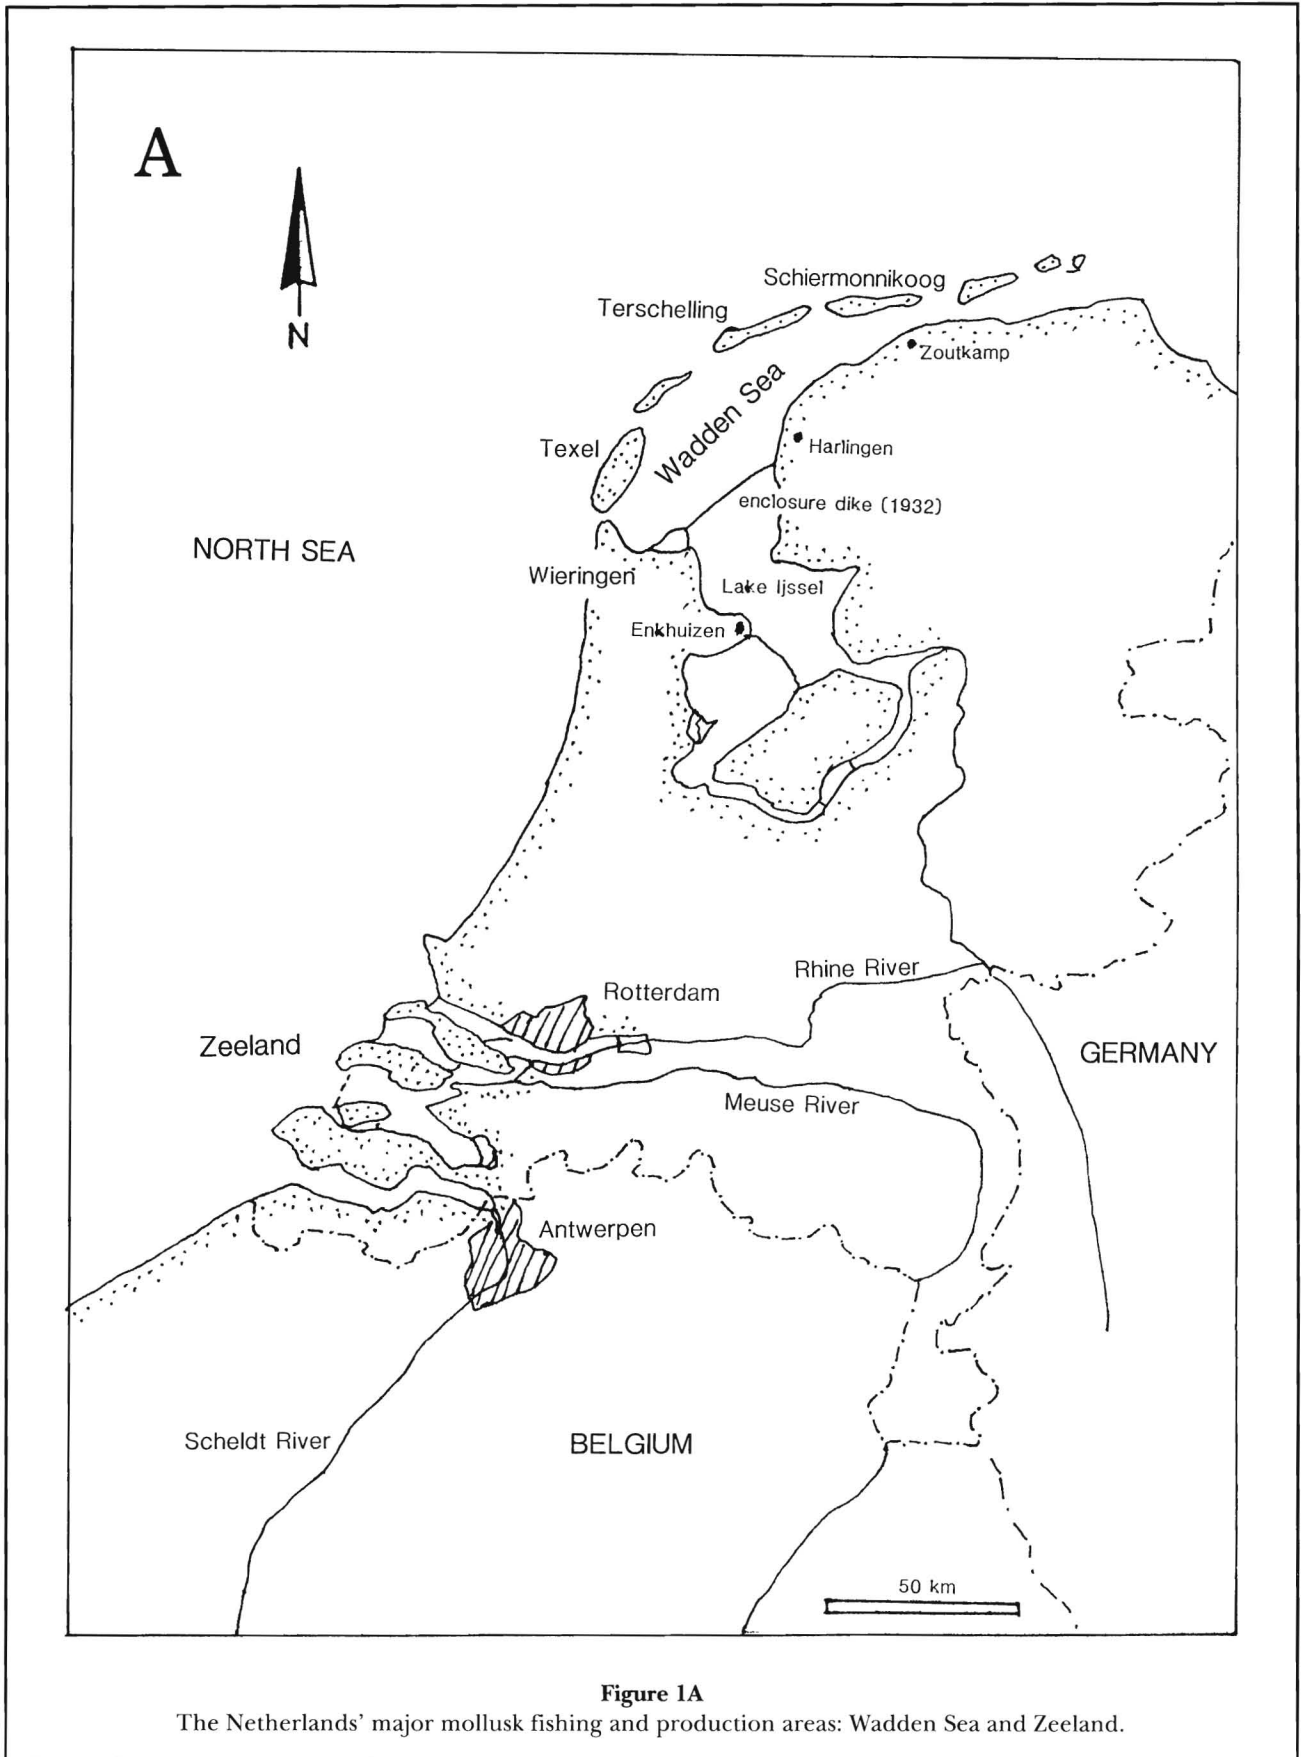 A
N
Schiermonnikoog
Terschelling
Zoutkamp
Wadden Sea
Texel
Harlingen
enclosure dike (1932)
NORTH SEA
Wieringen
Lake Ijssel
Enkhuizen
Rhine River
Rotterdam
Zeeland
GERMANY
Meuse River
Antwerpen
Scheldt River
BELGIUM
50 km
Figure 1A
The Netherlands' major mollusk fishing and production areas: Wadden Sea and Zeeland.